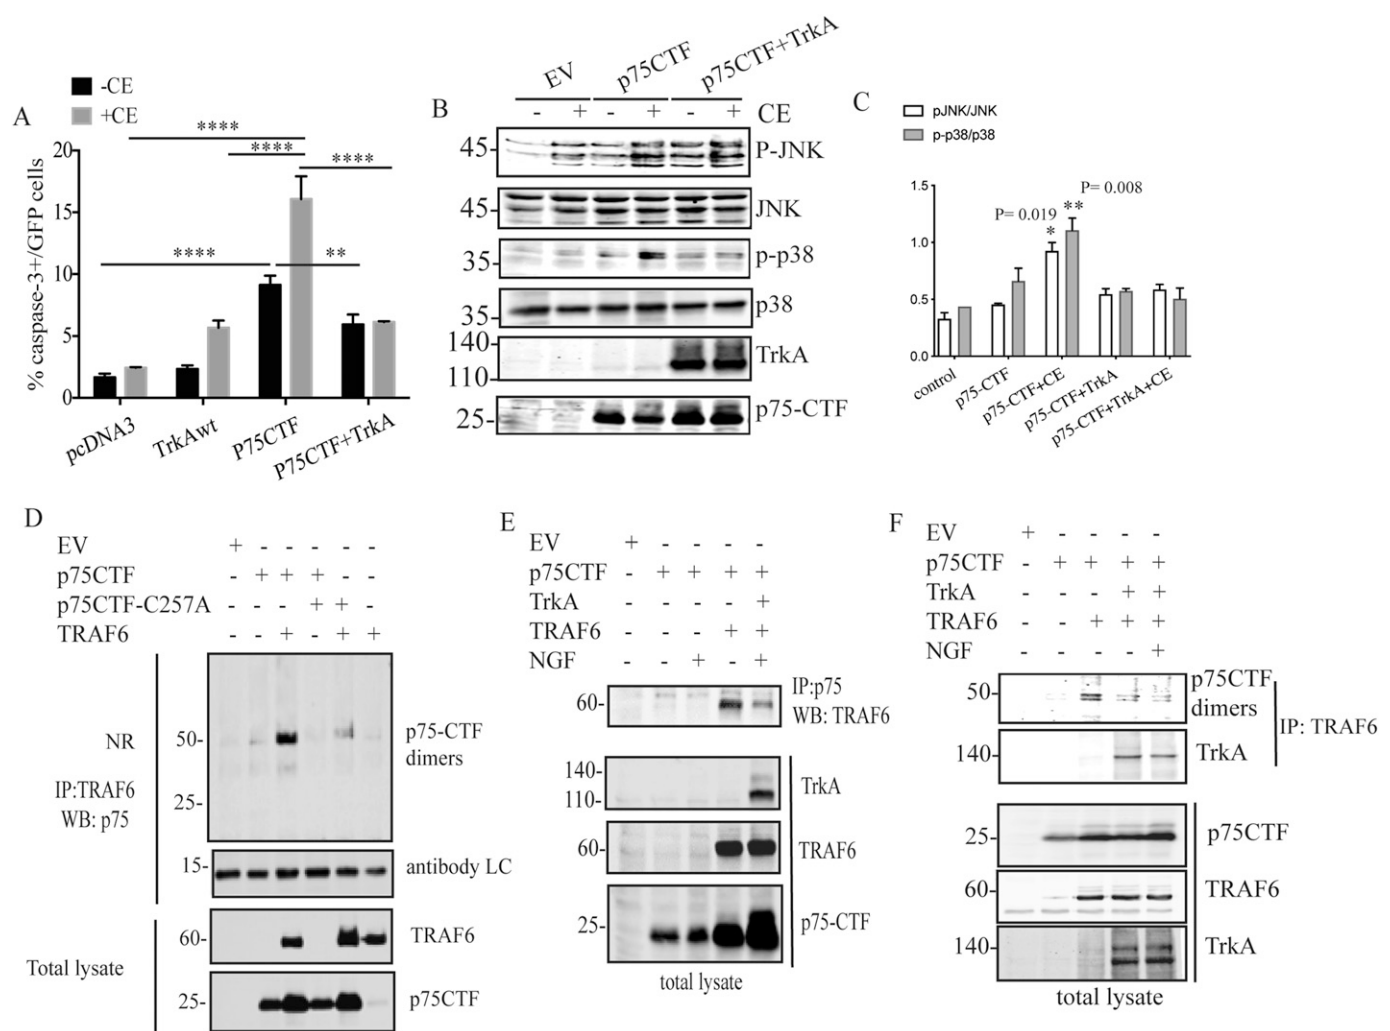 A
-CE
+CE
****
****
****
****
**
% caspase-3+/GFP cells
20
15
10
5
0
pcDNA3
TrkAwt
P75CTF
P75CTF+TrkA
B
EV
p75CTF
p75CTF+TrkA
- + - + - + CE
45- P-JNK
45- JNK
35- p-p38
35- p38
140
110 TrkA
25- p75-CTF
C
pJNK/JNK
p-p38/p38
P= 0.008
P= 0.019
**
*
1.5
1.0
0.5
0.0
control
p75-CTF
p75-CTF+CE
p75-CTF+TrkA
p75-CTF+TrkA+CE
D
EV + - - - - -
p75CTF - + + + - -
p75CTF-C257A - - - + + -
TRAF6 - - + - + +
NR
IP:TRAF6
WB: p75
50-
25-
p75-CTF
dimers
15- antibody LC
Total lysate
60- TRAF6
25- p75CTF
E
EV + - - - -
p75CTF - + + + +
TrkA - - - - +
TRAF6 - - - + +
NGF - - + - +
60- IP:p75
WB: TRAF6
140-
110- TrkA
60- TRAF6
25- p75-CTF
total lysate
F
EV + - - - -
p75CTF - + + + +
TrkA - - - + +
TRAF6 - - + + +
NGF - - - - +
50- p75CTF
dimers
IP: TRAF6
140- TrkA
25- p75CTF
60- TRAF6
140- TrkA
total lysate